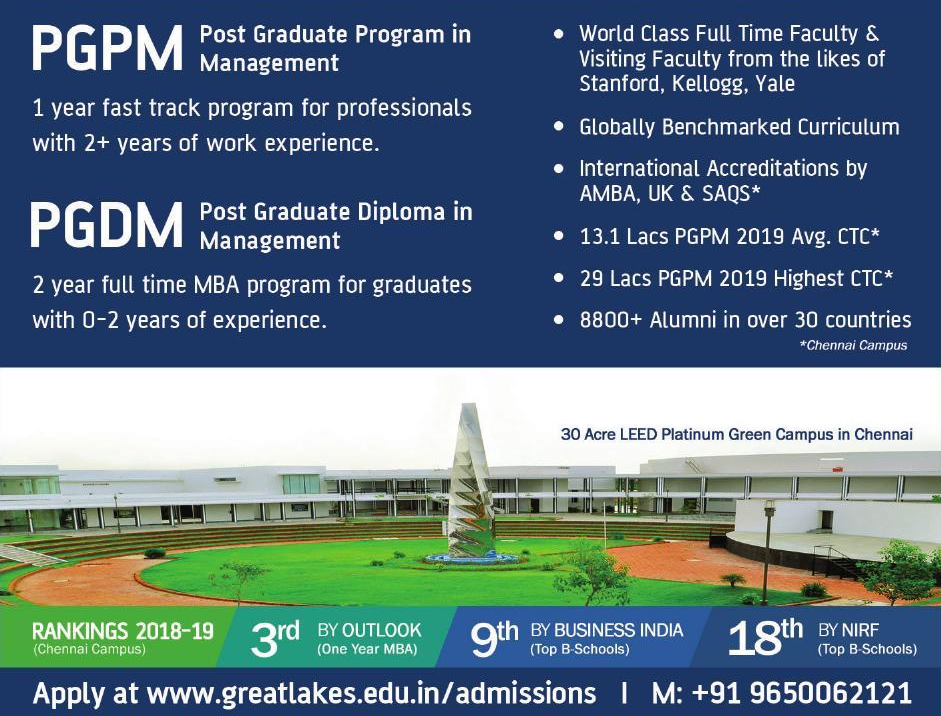 PGPM Post Graduate Program in
Management
1 year fast track program for professionals
with 2+ years of work experience.
PGDM Post Graduate Diploma in
Management
2 year full time MBA program for graduates
with 0-2 years of experience.
• World Class Full Time Faculty &
Visiting Faculty from the likes of
Stanford, Kellogg, Yale
• Globally Benchmarked Curriculum
• International Accreditations by
AMBA, UK & SAQS*
• 13.1 Lacs PGPM 2019 Avg. CTC*
• 29 Lacs PGPM 2019 Highest CTC*
• 8800+ Alumni in over 30 countries
*Chennai Campus
30 Acre LEED Platinum Green Campus in Chennai
RANKINGS 2018-19
(Chennai Campus)
3rd BY OUTLOOK
(One Year MBA)
9th BY BUSINESS INDIA
(Top B-Schools)
18th BY NIRF
(Top B-Schools)
Apply at www.greatlakes.edu.in/admissions | M: +91 9650062121